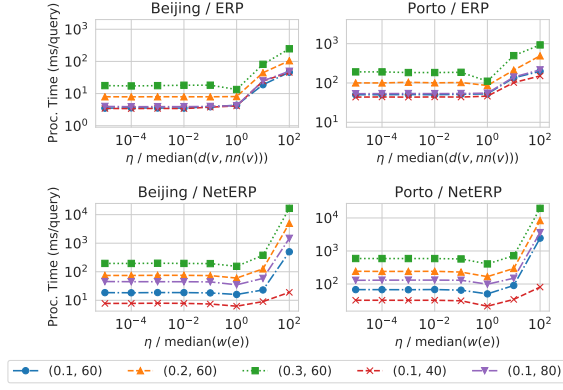 Beijing / ERP
Porto / ERP
Proc. Time (ms/query)
10³
10²
10¹
10⁰
10³
10²
10¹
10⁻⁴ 10⁻² 10⁰ 10²
10⁻⁴ 10⁻² 10⁰ 10²
η / median(d(v, nn(v)))
η / median(d(v, nn(v)))
Beijing / NetERP
Porto / NetERP
Proc. Time (ms/query)
10⁴
10³
10²
10¹
10⁴
10³
10²
10⁻⁴ 10⁻² 10⁰ 10²
10⁻⁴ 10⁻² 10⁰ 10²
η / median(w(e))
η / median(w(e))
(0.1, 60) (0.2, 60) (0.3, 60) (0.1, 40) (0.1, 80)